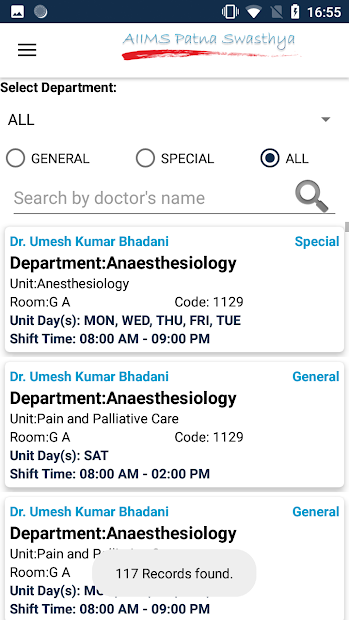 16:55
AIIMS Patna Swasthya
Select Department:
ALL
GENERAL SPECIAL ALL
Search by doctor's name
Dr. Umesh Kumar Bhadani Special
Department:Anaesthesiology
Unit:Anesthesiology
Room:G A Code: 1129
Unit Day(s): MON, WED, THU, FRI, TUE
Shift Time: 08:00 AM - 09:00 PM
Dr. Umesh Kumar Bhadani General
Department:Anaesthesiology
Unit:Pain and Palliative Care
Room:G A Code: 1129
Unit Day(s): SAT
Shift Time: 08:00 AM - 02:00 PM
Dr. Umesh Kumar Bhadani General
Department:Anaesthesiology
Unit:Pain and
Room:G A
117 Records found.
Unit Day(s):
Shift Time: 08:00 AM - 09:00 PM